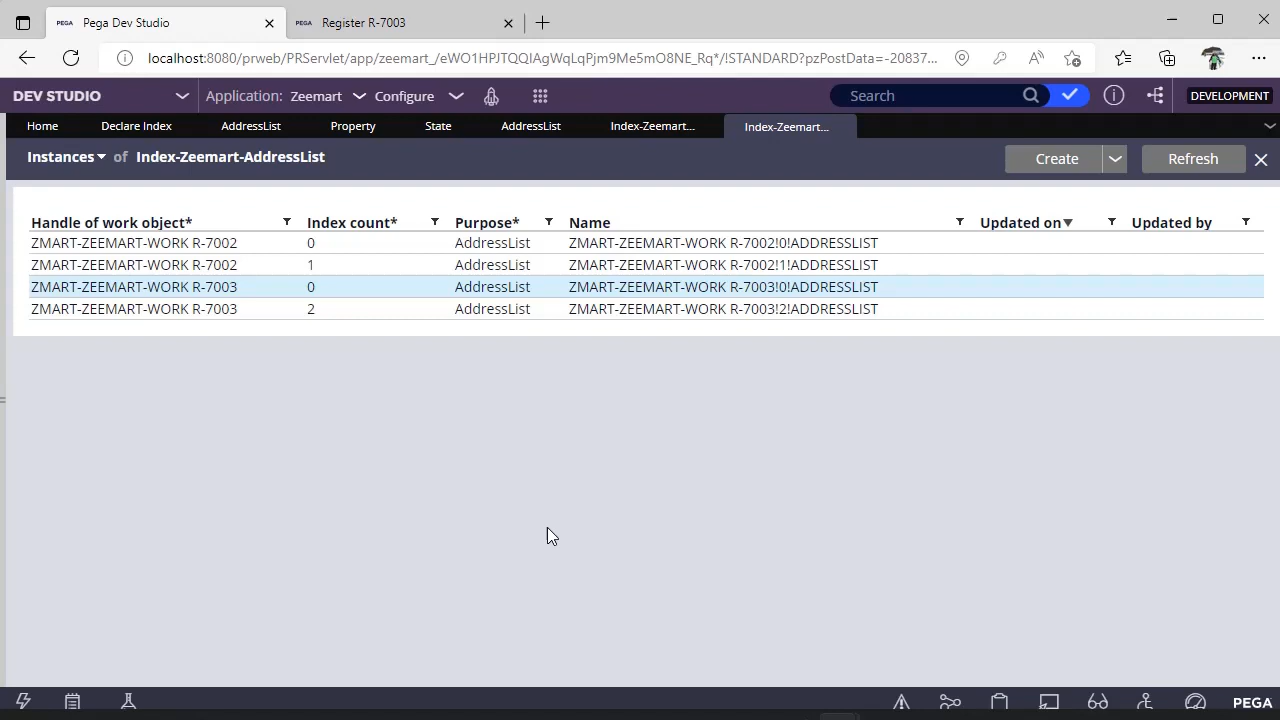 PEGA Pega Dev Studio PEGA Register R-7003
localhost:8080/prweb/PRServlet/app/zeemart_/eWO1HPJTQQIAgWqLqPjm9Me5mO8NE_Rq*/!STANDARD?pzPostData=-20837...
DEV STUDIO Application: Zeemart Configure Search DEVELOPMENT
Home Declare Index AddressList Property State AddressList Index-Zeemart... Index-Zeemart...
Instances of Index-Zeemart-AddressList Create Refresh
Handle of work object* Index count* Purpose* Name Updated on Updated by
ZMART-ZEEMART-WORK R-7002 0 AddressList ZMART-ZEEMART-WORK R-7002!0!ADDRESSLIST
ZMART-ZEEMART-WORK R-7002 1 AddressList ZMART-ZEEMART-WORK R-7002!1!ADDRESSLIST
ZMART-ZEEMART-WORK R-7003 0 AddressList ZMART-ZEEMART-WORK R-7003!0!ADDRESSLIST
ZMART-ZEEMART-WORK R-7003 2 AddressList ZMART-ZEEMART-WORK R-7003!2!ADDRESSLIST
PEGA